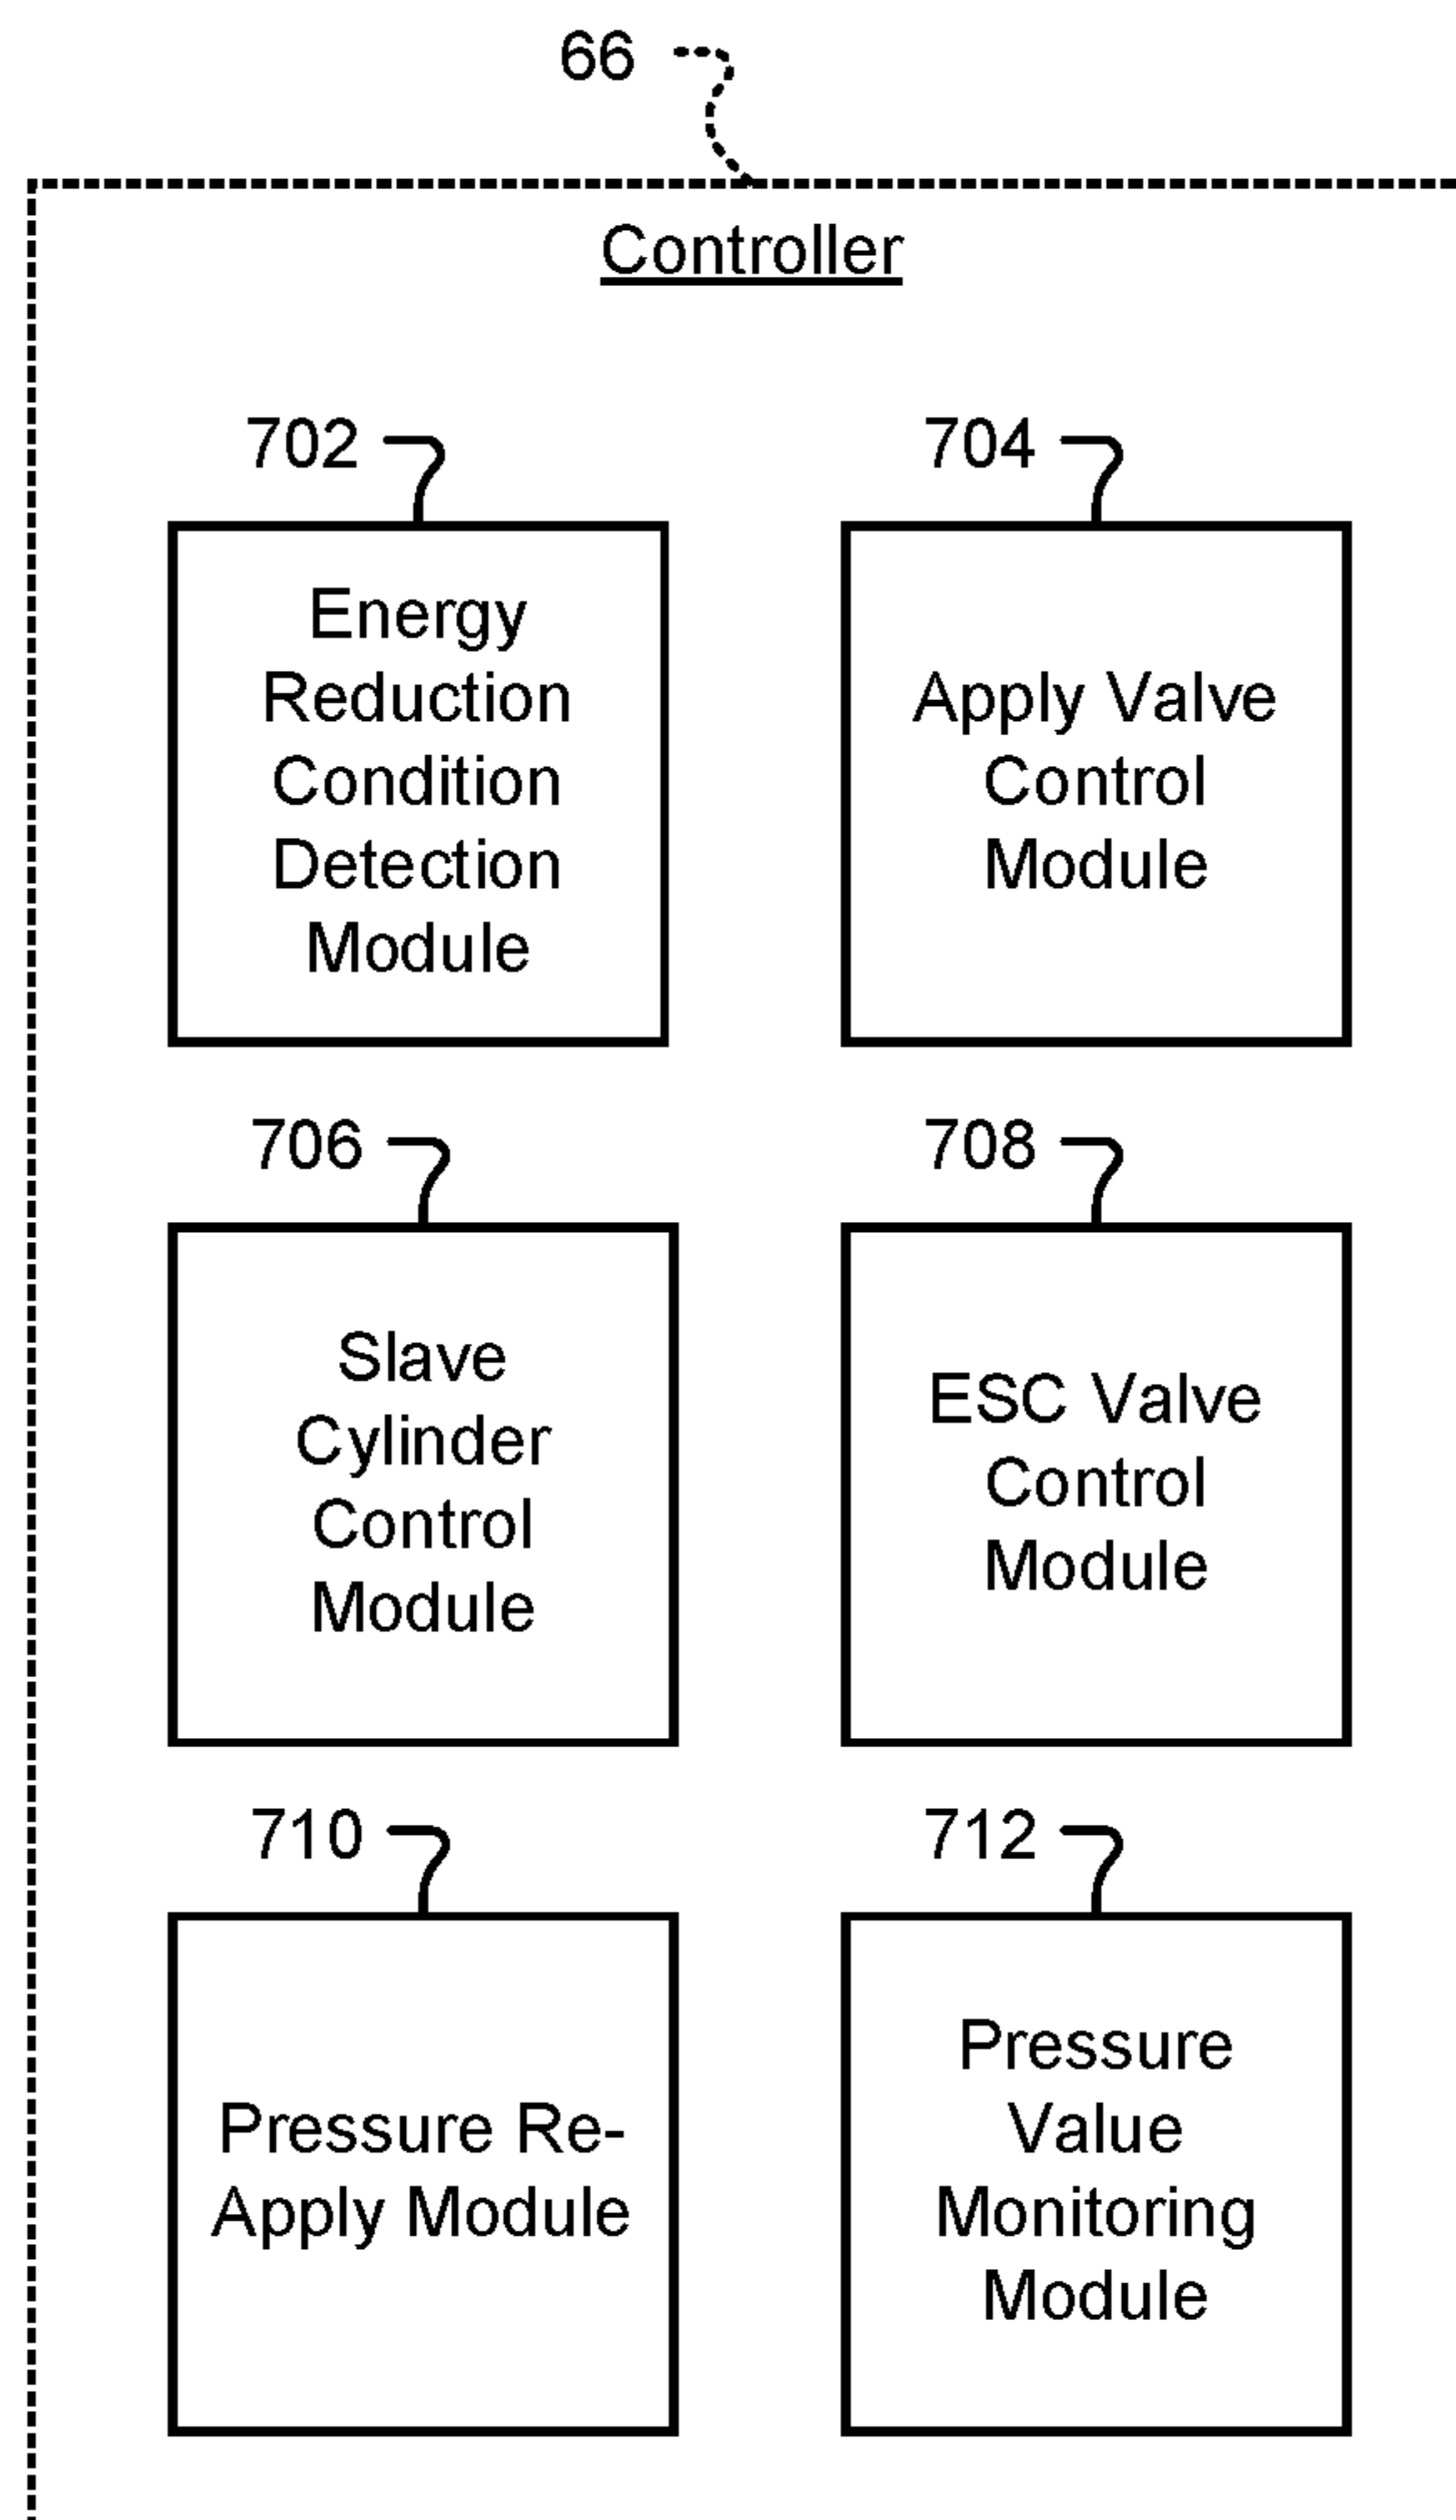 66
Controller
702
Energy
Reduction
Condition
Detection
Module
704
Apply Valve
Control
Module
706
Slave
Cylinder
Control
Module
708
ESC Valve
Control
Module
710
Pressure Re-
Apply Module
712
Pressure
Value
Monitoring
Module